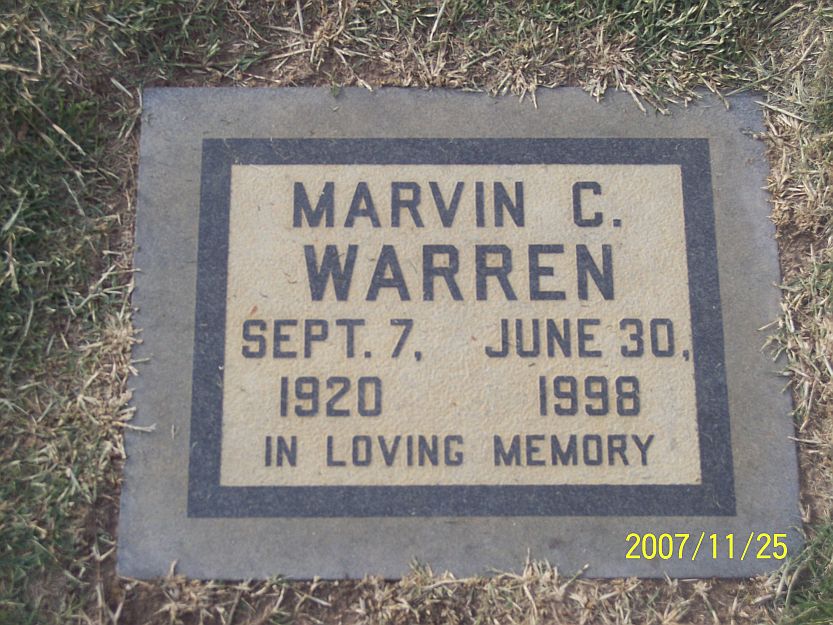 MARVIN C.
WARREN
SEPT. 7, JUNE 30,
1920 1998
IN LOVING MEMORY
2007/11/25